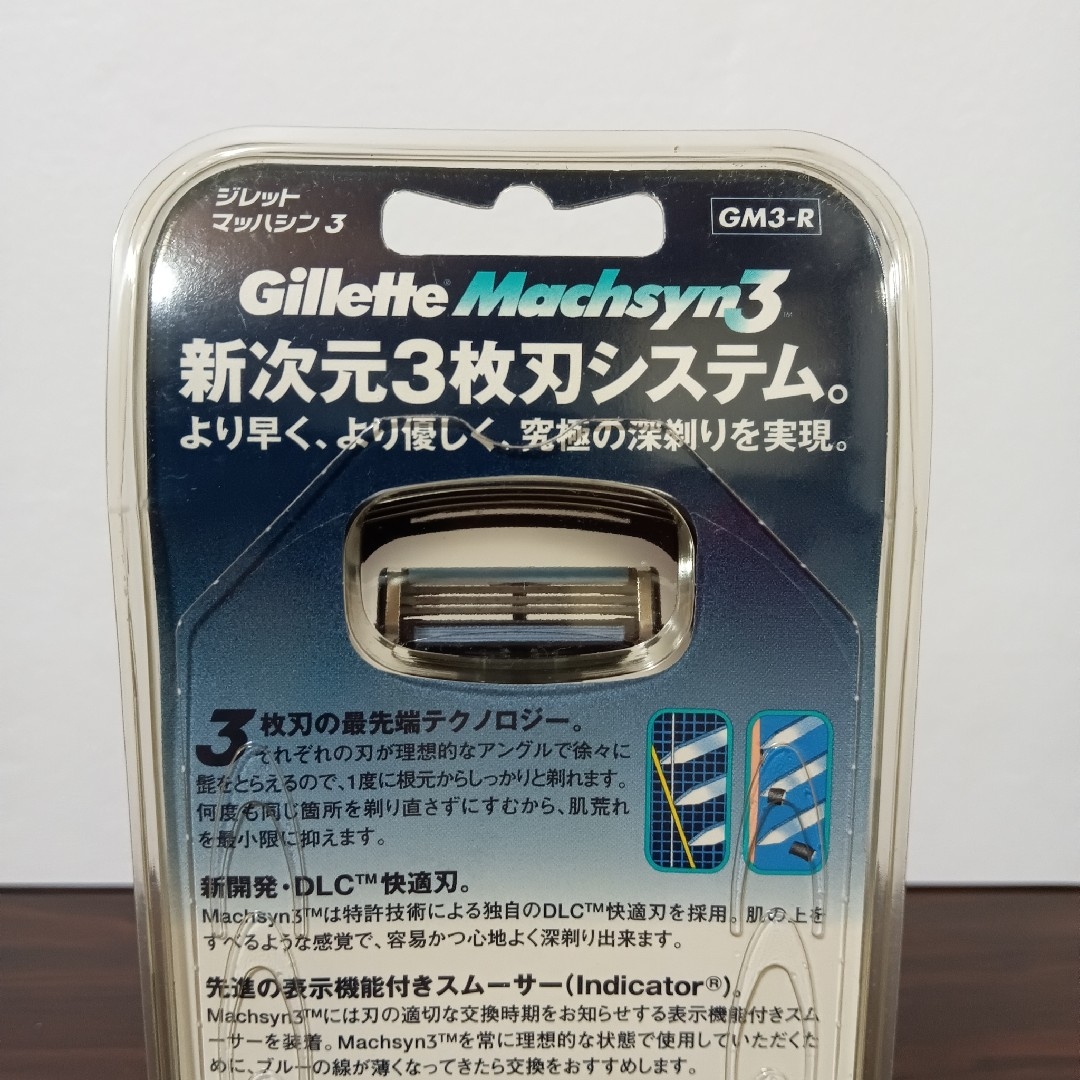 ジレット
マッハシン3
GM3-R
Gillette® Machsyn3™
新次元3枚刃システム。
より早く、より優しく、究極の深剃りを実現。
3枚刃の最先端テクノロジー。
それぞれの刃が理想的なアングルで徐々に
髭をとらえるので、1度に根元からしっかりと剃れます。
何度も同じ箇所を剃り直さずにすむから、肌荒れ
を最小限に抑えます。
新開発・DLC™快適刃。
Machsyn3™は特許技術による独自のDLC™快適刃を採用。肌の上を
すべるような感覚で、容易かつ心地よく深剃り出来ます。
先進の表示機能付きスムーサー(Indicator®)。
Machsyn3™には刃の適切な交換時期をお知らせする表示機能付きスム
ーサーを装着。Machsyn3™を常に理想的な状態で使用していただくた
めに、ブルーの線が薄くなってきたら交換をおすすめします。